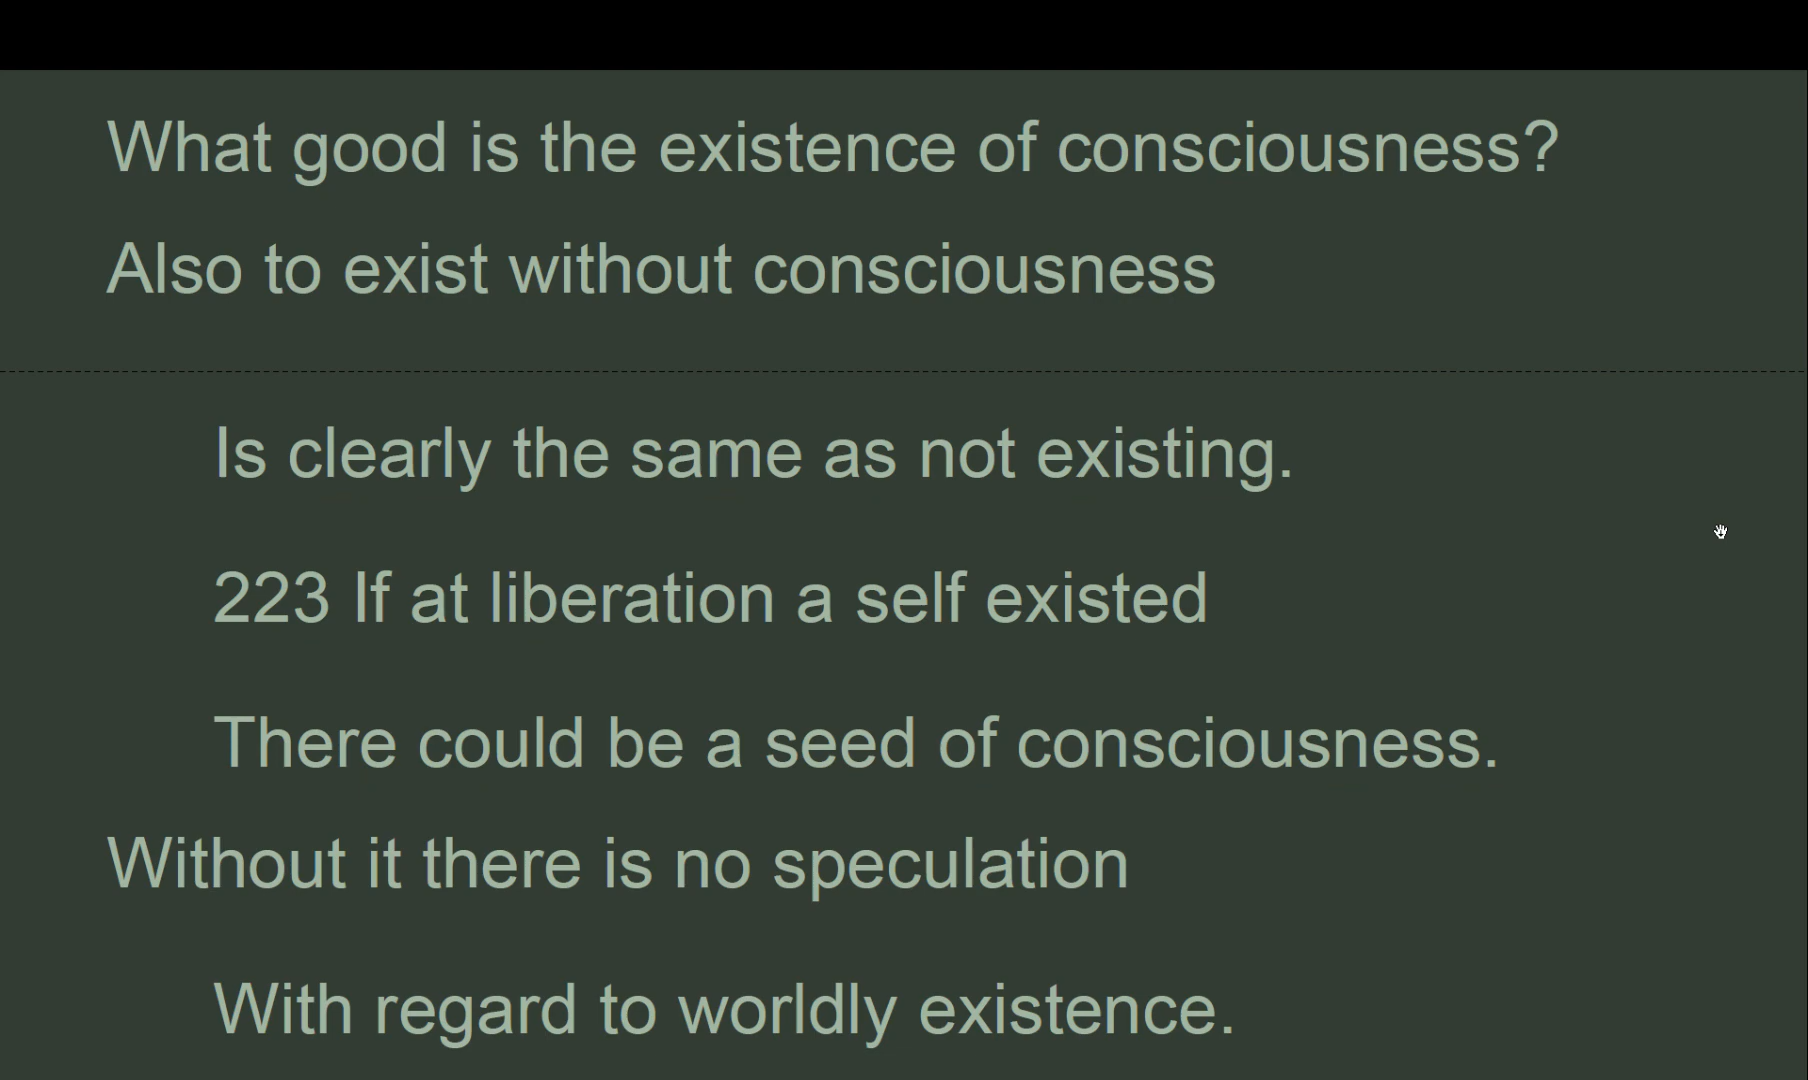 What good is the existence of consciousness?
Also to exist without consciousness
Is clearly the same as not existing.
223 If at liberation a self existed
There could be a seed of consciousness.
Without it there is no speculation
With regard to worldly existence.